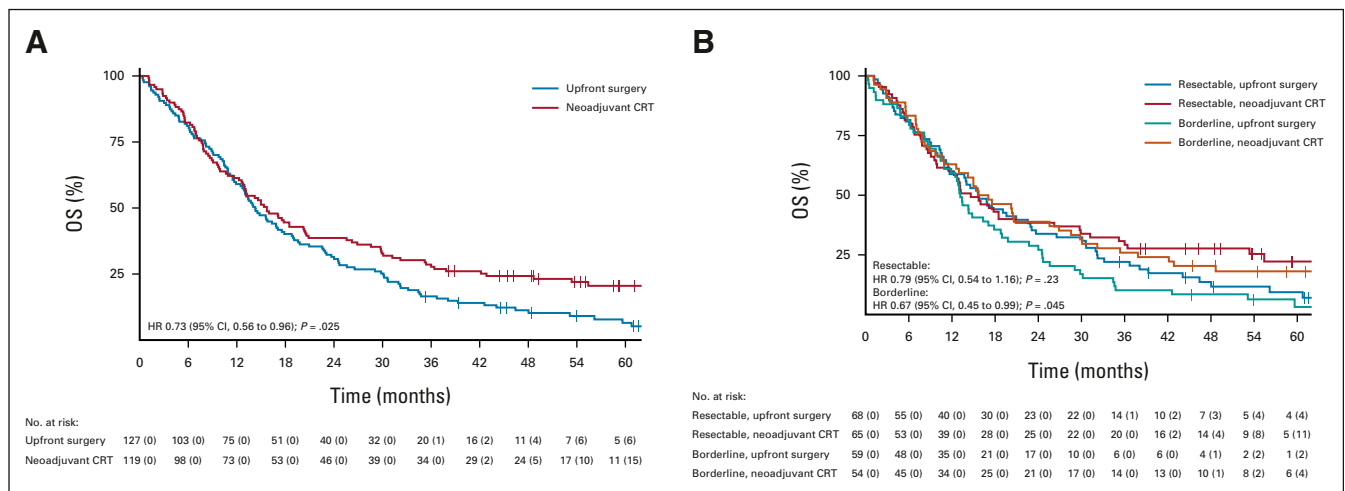 A
100
75
50
25
OS (%)
Upfront surgery
Neoadjuvant CRT
HR 0.73 (95% CI, 0.56 to 0.96); P = .025
0 6 12 18 24 30 36 42 48 54 60
Time (months)
No. at risk:
Upfront surgery 127 (0) 103 (0) 75 (0) 51 (0) 40 (0) 32 (0) 20 (1) 16 (2) 11 (4) 7 (6) 5 (6)
Neoadjuvant CRT 119 (0) 98 (0) 73 (0) 53 (0) 46 (0) 39 (0) 34 (0) 29 (2) 24 (5) 17 (10) 11 (15)
B
100
75
50
25
OS (%)
Resectable, upfront surgery
Resectable, neoadjuvant CRT
Borderline, upfront surgery
Borderline, neoadjuvant CRT
Resectable:
HR 0.79 (95% CI, 0.54 to 1.16); P = .23
Borderline:
HR 0.67 (95% CI, 0.45 to 0.99); P = .045
0 6 12 18 24 30 36 42 48 54 60
Time (months)
No. at risk:
Resectable, upfront surgery 68 (0) 55 (0) 40 (0) 30 (0) 23 (0) 22 (0) 14 (1) 10 (2) 7 (3) 5 (4) 4 (4)
Resectable, neoadjuvant CRT 65 (0) 53 (0) 39 (0) 28 (0) 25 (0) 22 (0) 20 (0) 16 (2) 14 (4) 9 (8) 5 (11)
Borderline, upfront surgery 59 (0) 48 (0) 35 (0) 21 (0) 17 (0) 10 (0) 6 (0) 6 (0) 4 (1) 2 (2) 1 (2)
Borderline, neoadjuvant CRT 54 (0) 45 (0) 34 (0) 25 (0) 21 (0) 17 (0) 14 (0) 13 (0) 10 (1) 8 (2) 6 (4)